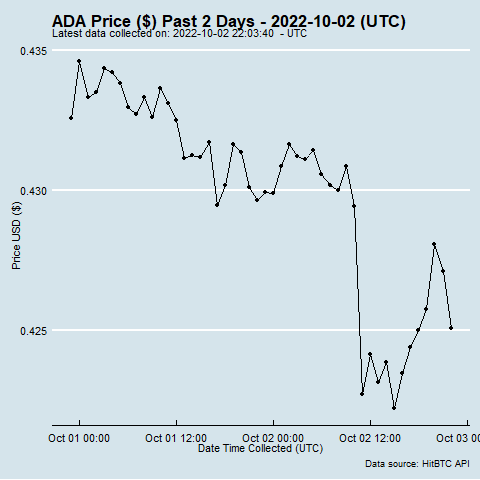 ADA Price ($) Past 2 Days - 2022-10-02 (UTC)
Latest data collected on: 2022-10-02 22:03:40 - UTC
0.435
0.430
0.425
Price USD ($)
Oct 01 00:00 Oct 01 12:00 Oct 02 00:00 Oct 02 12:00 Oct 03 00
Date Time Collected (UTC)
Data source: HitBTC API